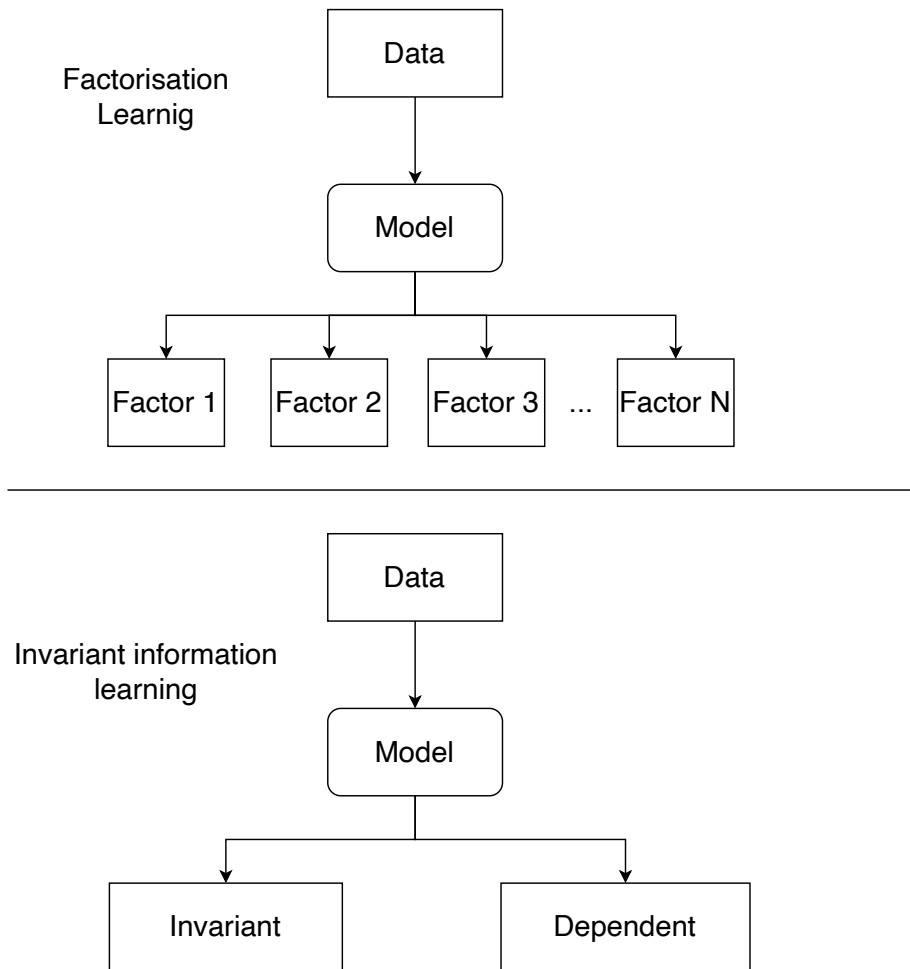 Data
Factorisation
Learnig
Model
Factor 1 Factor 2 Factor 3 ... Factor N
Data
Invariant information
learning
Model
Invariant Dependent